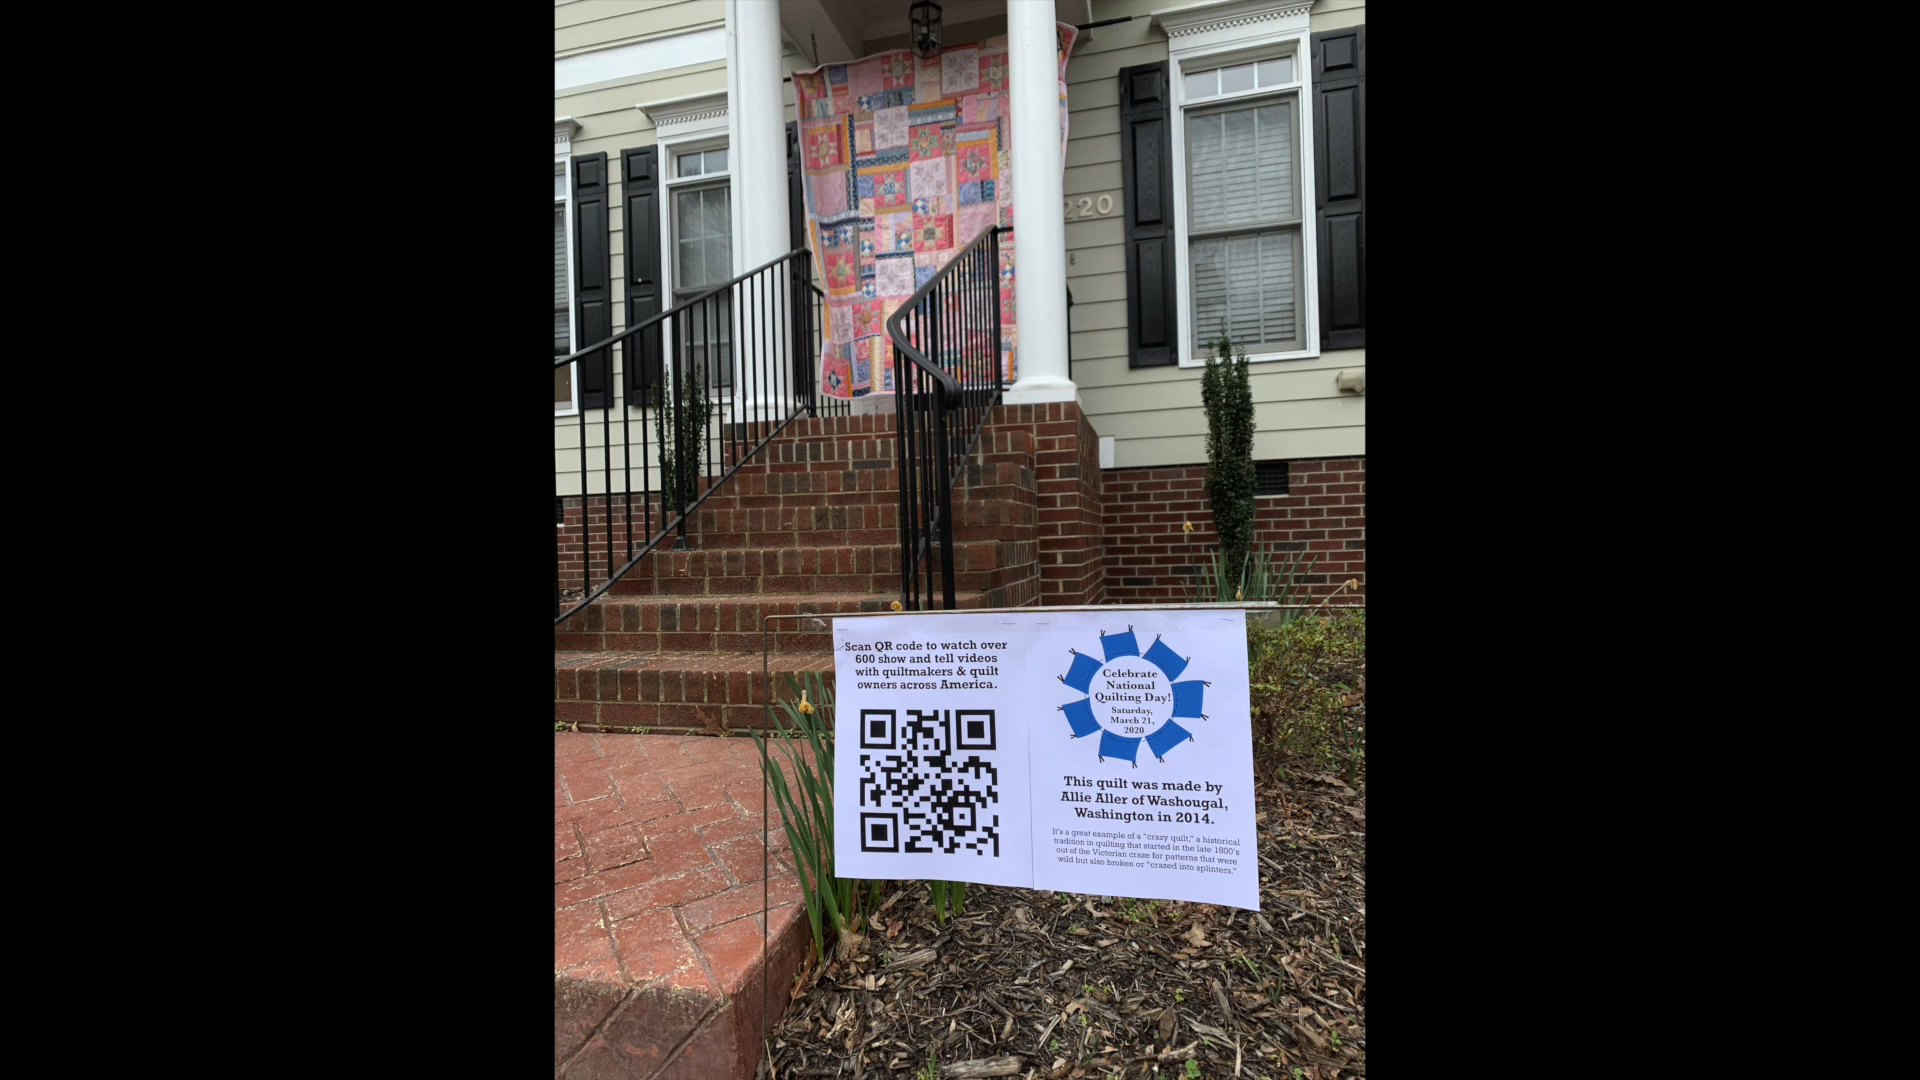 220
Scan QR code to watch over
600 show and tell videos
with quiltmakers & quilt
owners across America.
Celebrate
National
Quilting Day!
Saturday,
March 21,
2020
This quilt was made by
Allie Aller of Washougal,
Washington in 2014.
It's a great example of a "crazy quilt," a historical
tradition in quilting that started in the late 1800's
out of the Victorian craze for patterns that were
wild but also broken or "crazed into splinters."